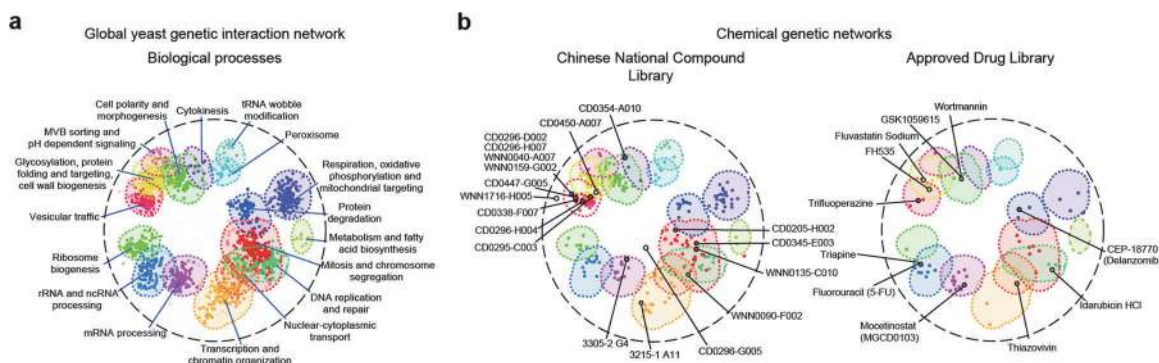 a
Global yeast genetic interaction network
Biological processes
Cell polarity and
morphogenesis
Cytokinesis
tRNA wobble
modification
MVB sorting and
pH dependent signaling
Peroxisome
Glycosylation, protein
folding and targeting,
cell wall biogenesis
Respiration, oxidative
phosphorylation and
mitochondrial targeting
Vesicular traffic
Protein
degradation
Metabolism and fatty
acid biosynthesis
Ribosome
biogenesis
Mitosis and chromosome
segregation
rRNA and ncRNA
processing
DNA replication
and repair
mRNA processing
Nuclear-cytoplasmic
transport
Transcription and
chromatin organization
b
Chemical genetic networks
Chinese National Compound
Library
CD0354-A010
CD0450-A007
CD0296-D002
CD0296-H007
WNN0040-A007
WNN0159-G002
CD0447-G005
WNN1716-H005
CD0338-F007
CD0296-H004
CD0295-C003
CD0205-H002
CD0345-E003
WNN0135-C010
WNN0090-F002
3305-2 G4
3215-1 A11
CD0296-G005
Approved Drug Library
Wortmannin
GSK1059615
Fluvastatin Sodium
FH535
Trifluoperazine
Triapine
Fluorouracil (5-FU)
CEP-18770
(Delanzomib)
Idarubicin HCl
Mocetinostat
(MGCD0103)
Thiazovivin